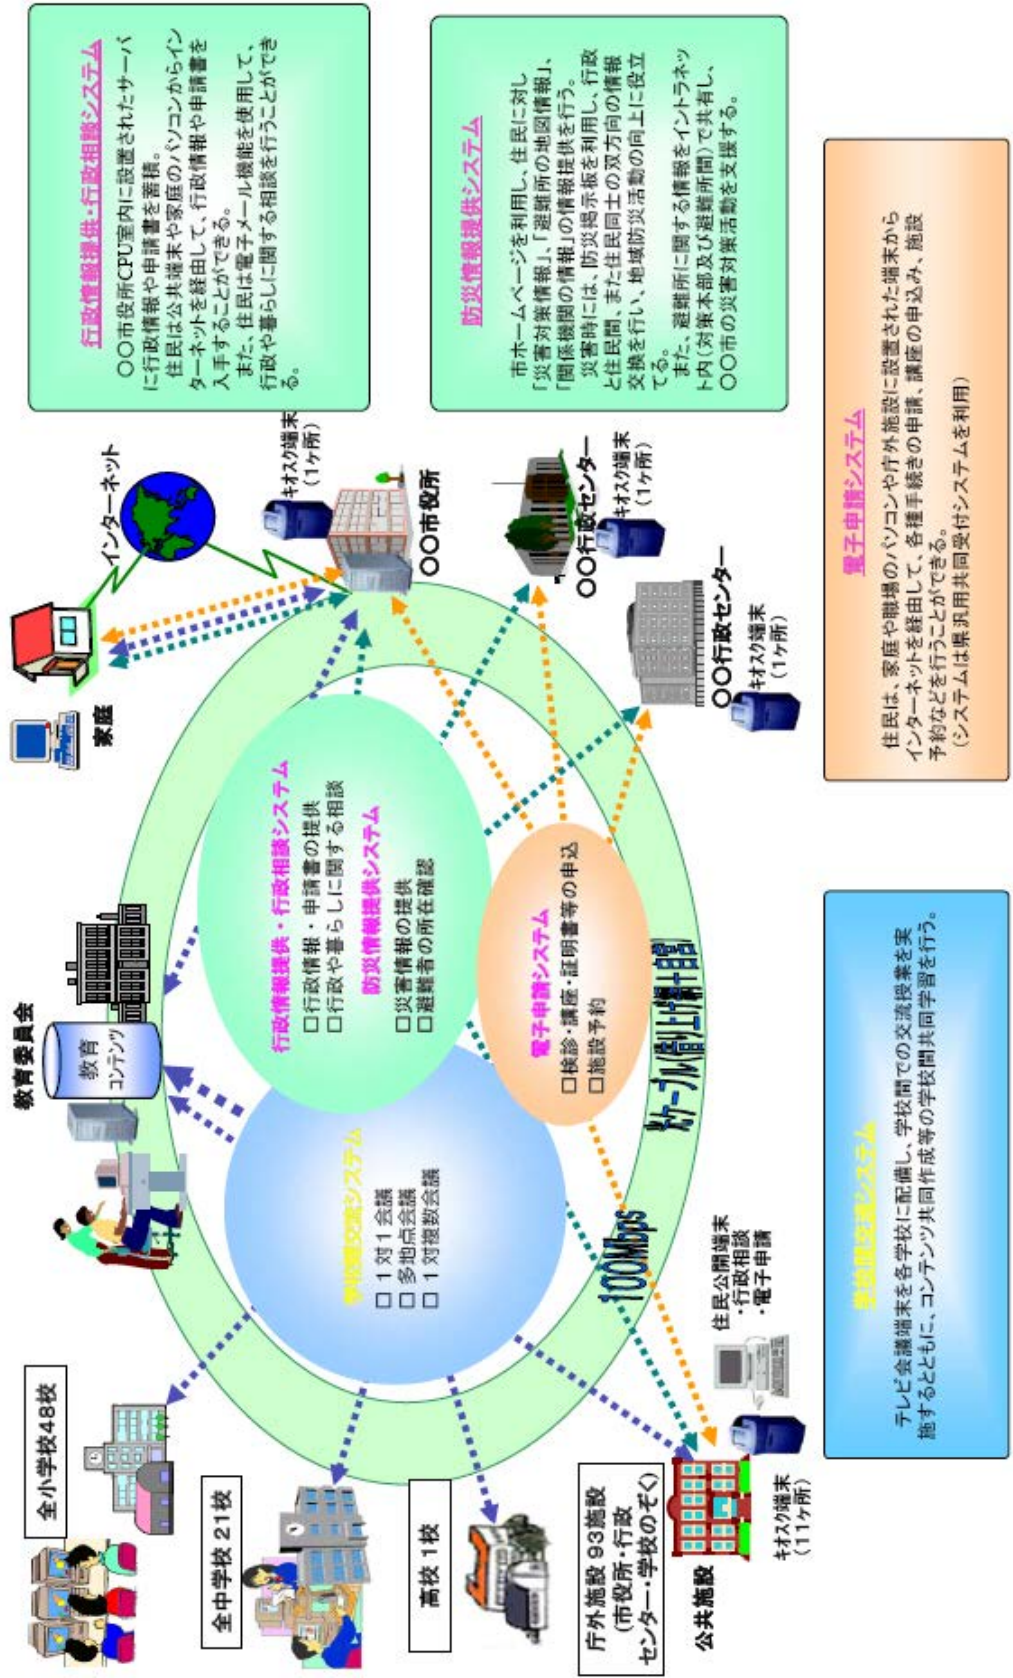 全小学校48校
全中学校 21校
高校 1校
庁外施設 93施設
(市役所・行政
センター・学校のぞく)
公共施設
キオスク端末
(11ヶ所)
住民公開端末
・行政相談
・電子申請
教育委員会
教育
コンテンツ
家庭
インターネット
キオスク端末
(1ヶ所)
〇〇市役所
〇〇行政センター
キオスク端末
(1ヶ所)
〇〇行政センター
キオスク端末
(1ヶ所)
学校間交流システム
□1対1会議
□多地点会議
□1対複数会議
行政情報提供・行政相談システム
□行政情報・申請書の提供
□行政や暮らしに関する相談
防災情報提供システム
□災害情報の提供
□避難者の所在確認
電子申請システム
□検診・講座・証明書等の申込
□施設予約
100Mbps
行政情報提供・行政相談システム
〇〇市役所CPU室内に設置されたサーバ
に行政情報や申請書を蓄積。
住民は公共端末や家庭のパソコンからイン
ターネットを経由して、行政情報や申請書を
入手することができる。
また、住民は電子メール機能を使用して、
行政や暮らしに関する相談を行うことができ
る。
防災情報提供システム
市ホームページを利用し、住民に対し
「災害対策情報」、「避難所の地図情報」、
「関係機関の情報」の情報提供を行う。
災害時には、防災掲示板を利用し、行政
と住民間、また住民同士の双方向の情報
交換を行い、地域防災活動の向上に役立
てる。
また、避難所に関する情報をイントラネッ
ト内(対策本部及び避難所間)で共有し、
〇〇市の災害対策活動を支援する。
学校間交流システム
テレビ会議端末を各学校に配備し、学校間での交流授業を実
施するとともに、コンテンツ共同作成等の学校間共同学習を行う。
電子申請システム
住民は、家庭や職場のパソコンや庁外施設に設置された端末から
インターネットを経由して、各種手続きの申請、講座の申込み、施設
予約などを行うことができる。
(システムは県汎用共同受付システムを利用)